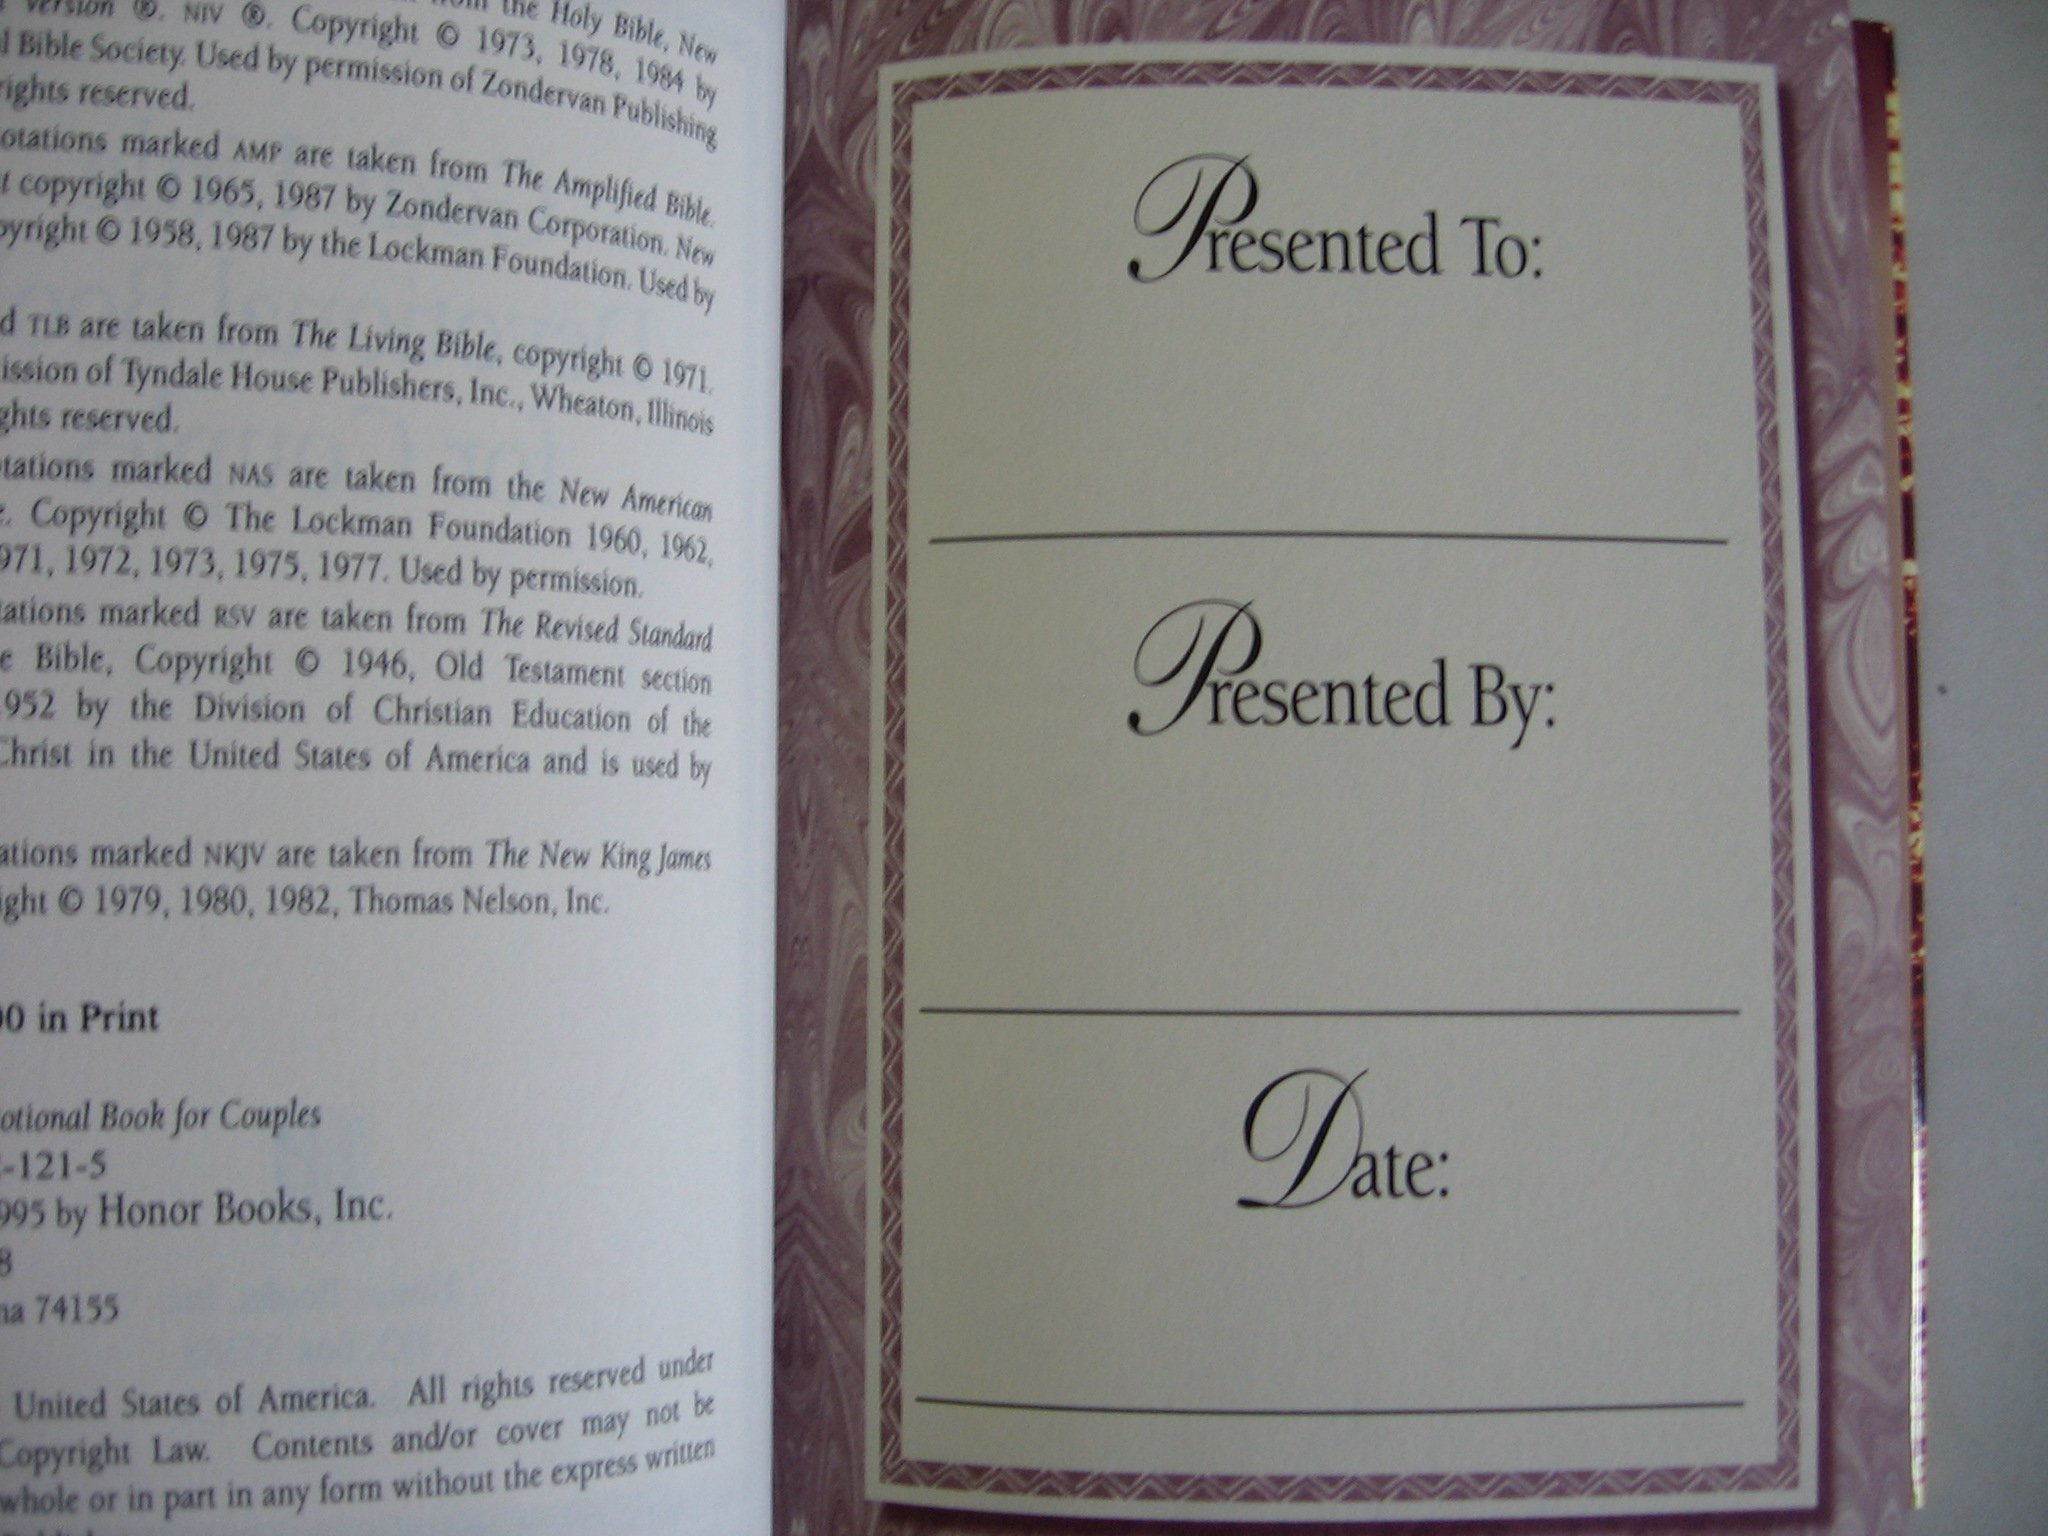 Version ®. NIV ®. Copyright © 1973, 1978, 1984 by
from the Holy Bible, New
Bible Society. Used by permission of Zondervan Publishing
rights reserved.
otations marked AMP are taken from The Amplified Bible.
copyright © 1965, 1987 by Zondervan Corporation. New
pyright © 1958, 1987 by the Lockman Foundation. Used by
d TLB are taken from The Living Bible, copyright © 1971.
ission of Tyndale House Publishers, Inc., Wheaton, Illinois
ghts reserved.
tations marked NAS are taken from the New American
. Copyright © The Lockman Foundation 1960, 1962,
971, 1972, 1973, 1975, 1977. Used by permission.
ations marked RSV are taken from The Revised Standard
e Bible, Copyright © 1946, Old Testament section
952 by the Division of Christian Education of the
Christ in the United States of America and is used by
ations marked NKJV are taken from The New King James
ight © 1979, 1980, 1982, Thomas Nelson, Inc.
00 in Print
otional Book for Couples
-121-5
995 by Honor Books, Inc.
8
na 74155
United States of America. All rights reserved under
Copyright Law. Contents and/or cover may not be
whole or in part in any form without the express written
Presented To:
Presented By:
Date: